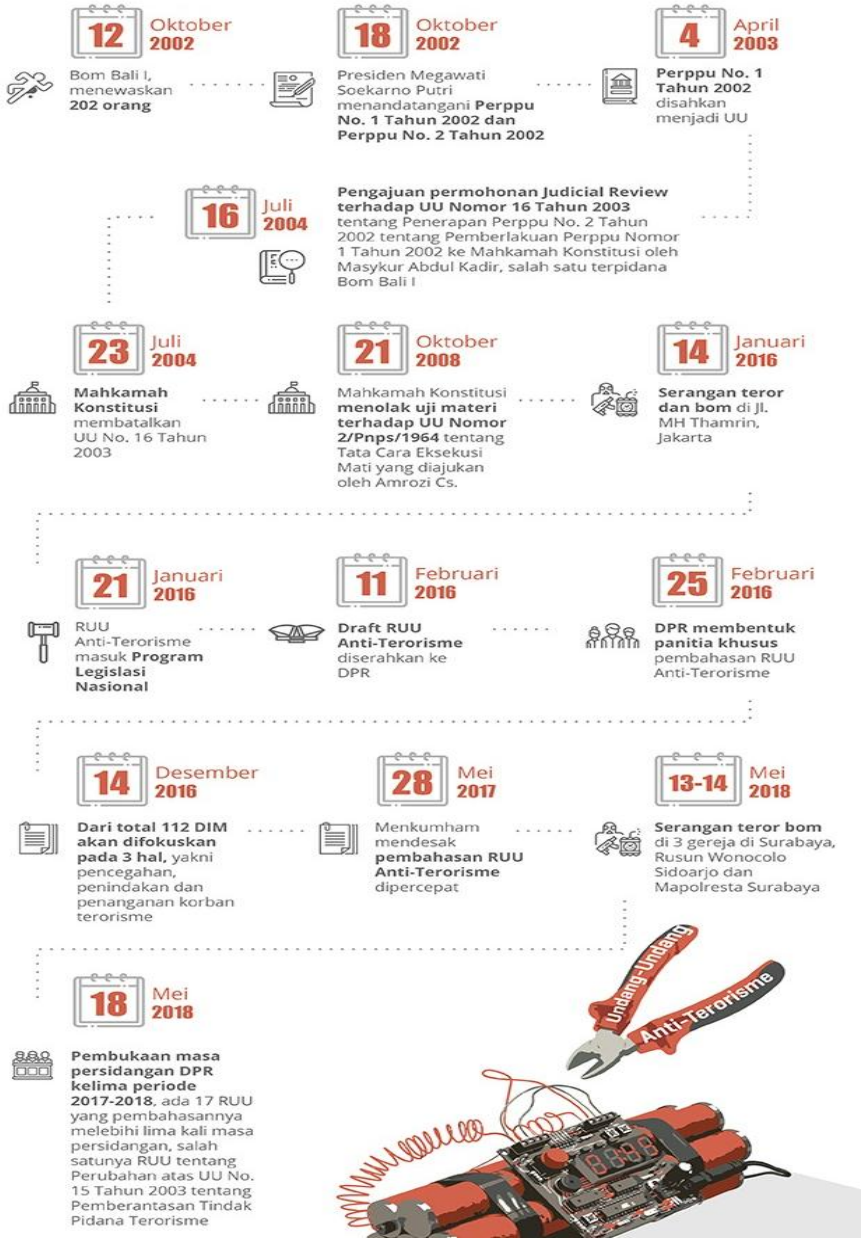 12 Oktober
2002
Bom Bali I,
menewaskan
202 orang
18 Oktober
2002
Presiden Megawati
Soekarno Putri
menandatangani Perppu
No. 1 Tahun 2002 dan
Perppu No. 2 Tahun 2002
4 April
2003
Perppu No. 1
Tahun 2002
disahkan
menjadi UU
16 Juli
2004
Pengajuan permohonan Judicial Review
terhadap UU Nomor 16 Tahun 2003
tentang Penerapan Perppu No. 2 Tahun
2002 tentang Pemberlakuan Perppu Nomor
1 Tahun 2002 ke Mahkamah Konstitusi oleh
Masykur Abdul Kadir, salah satu terpidana
Bom Bali I
23 Juli
2004
Mahkamah
Konstitusi
membatalkan
UU No. 16 Tahun
2003
21 Oktober
2008
Mahkamah Konstitusi
menolak uji materi
terhadap UU Nomor
2/Pnps/1964 tentang
Tata Cara Eksekusi
Mati yang diajukan
oleh Amrozi Cs.
14 Januari
2016
Serangan teror
dan bom di Jl.
MH Thamrin,
Jakarta
21 Januari
2016
RUU
Anti-Terorisme
masuk Program
Legislasi
Nasional
11 Februari
2016
Draft RUU
Anti-Terorisme
diserahkan ke
DPR
25 Februari
2016
DPR membentuk
panitia khusus
pembahasan RUU
Anti-Terorisme
14 Desember
2016
Dari total 112 DIM
akan difokuskan
pada 3 hal, yakni
pencegahan,
penindakan dan
penanganan korban
terorisme
28 Mei
2017
Menkumham
mendesak
pembahasan RUU
Anti-Terorisme
dipercepat
13-14 Mei
2018
Serangan teror bom
di 3 gereja di Surabaya,
Rusun Wonocolo
Sidoarjo dan
Mapolresta Surabaya
18 Mei
2018
Pembukaan masa
persidangan DPR
kelima periode
2017-2018, ada 17 RUU
yang pembahasannya
melebihi lima kali masa
persidangan, salah
satunya RUU tentang
Perubahan atas UU No.
15 Tahun 2003 tentang
Pemberantasan Tindak
Pidana Terorisme
Undang-Undang
Anti-Terorisme